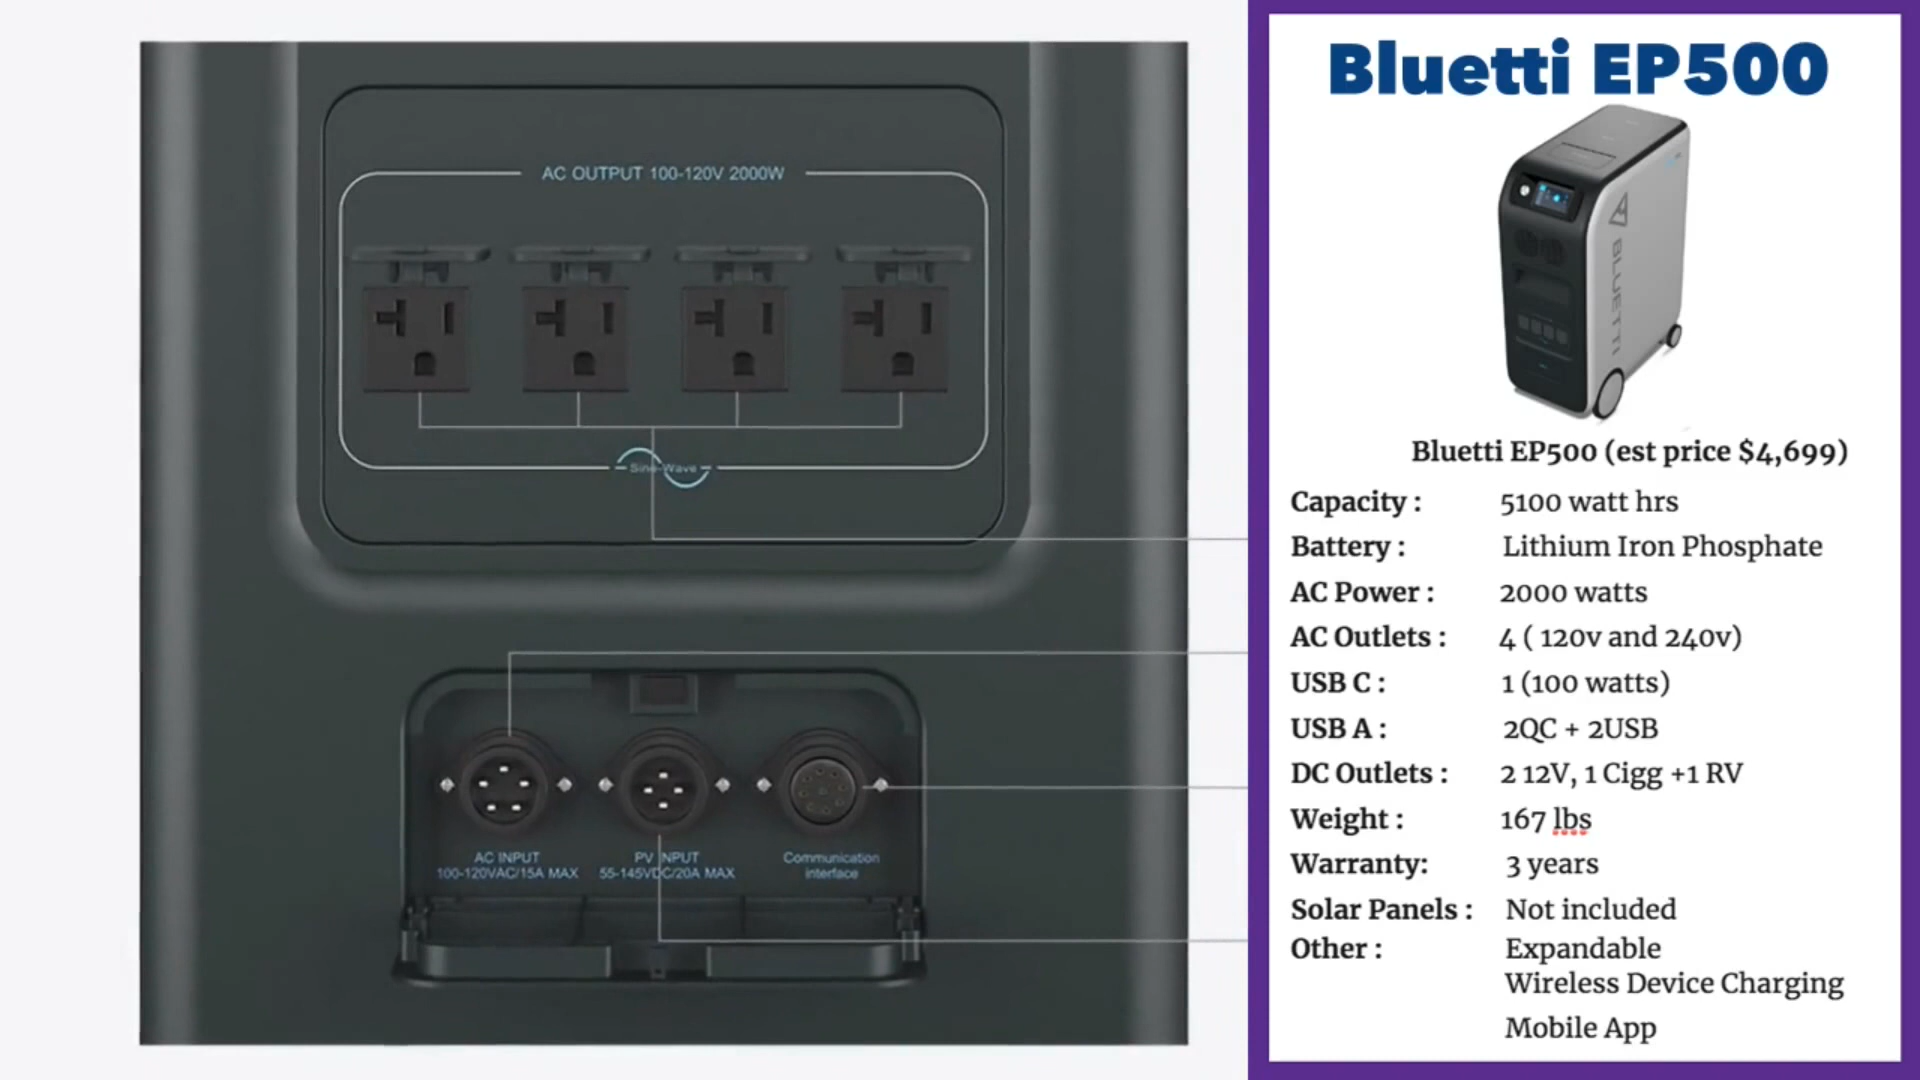 AC OUTPUT 100-120V 2000W
Sine-Wave
AC INPUT
100-120VAC/15A MAX
PV INPUT
55-145VDC/20A MAX
Communication
interface
Bluetti EP500
BLUETTI
Bluetti EP500 (est price $4,699)
Capacity : 5100 watt hrs
Battery : Lithium Iron Phosphate
AC Power : 2000 watts
AC Outlets : 4 ( 120v and 240v)
USB C : 1 (100 watts)
USB A : 2QC + 2USB
DC Outlets : 2 12V, 1 Cigg +1 RV
Weight : 167 lbs
Warranty: 3 years
Solar Panels : Not included
Other : Expandable
Wireless Device Charging
Mobile App